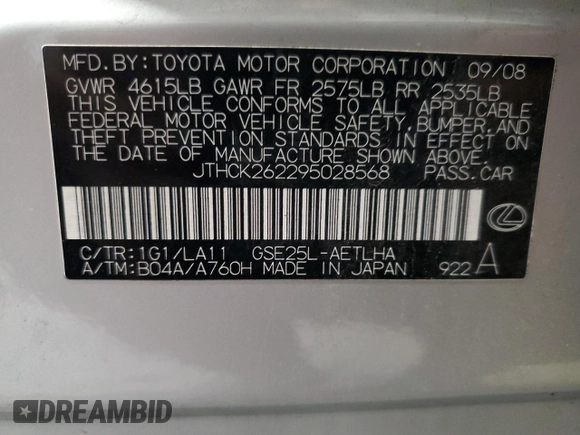 MFD. BY: TOYOTA MOTOR CORPORATION 09/08
GVWR 4615LB GAWR FR 2575LB RR 2535LB
THIS VEHICLE CONFORMS TO ALL APPLICABLE
FEDERAL MOTOR VEHICLE SAFETY, BUMPER, AND
THEFT PREVENTION STANDARDS IN EFFECT ON
THE DATE OF MANUFACTURE SHOWN ABOVE.
JTHCK262295028568 PASS. CAR
C/TR: 1G1/LA11 GSE25L-AETLHA
A/TM: B04A/A760H MADE IN JAPAN 922 A
DREAMBID